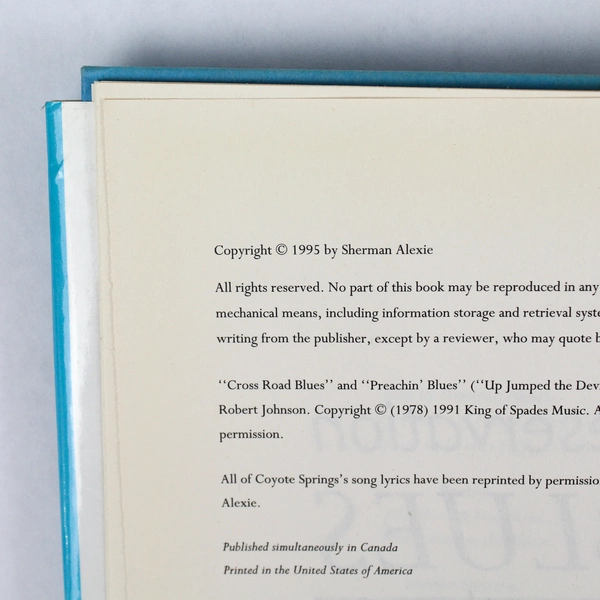 Copyright © 1995 by Sherman Alexie
All rights reserved. No part of this book may be reproduced in any
mechanical means, including information storage and retrieval syste
writing from the publisher, except by a reviewer, who may quote b
‘‘Cross Road Blues’’ and ‘‘Preachin’ Blues’’ (‘‘Up Jumped the Devi
Robert Johnson. Copyright © (1978) 1991 King of Spades Music. A
permission.
All of Coyote Springs’s song lyrics have been reprinted by permissio
Alexie.
Published simultaneously in Canada
Printed in the United States of America